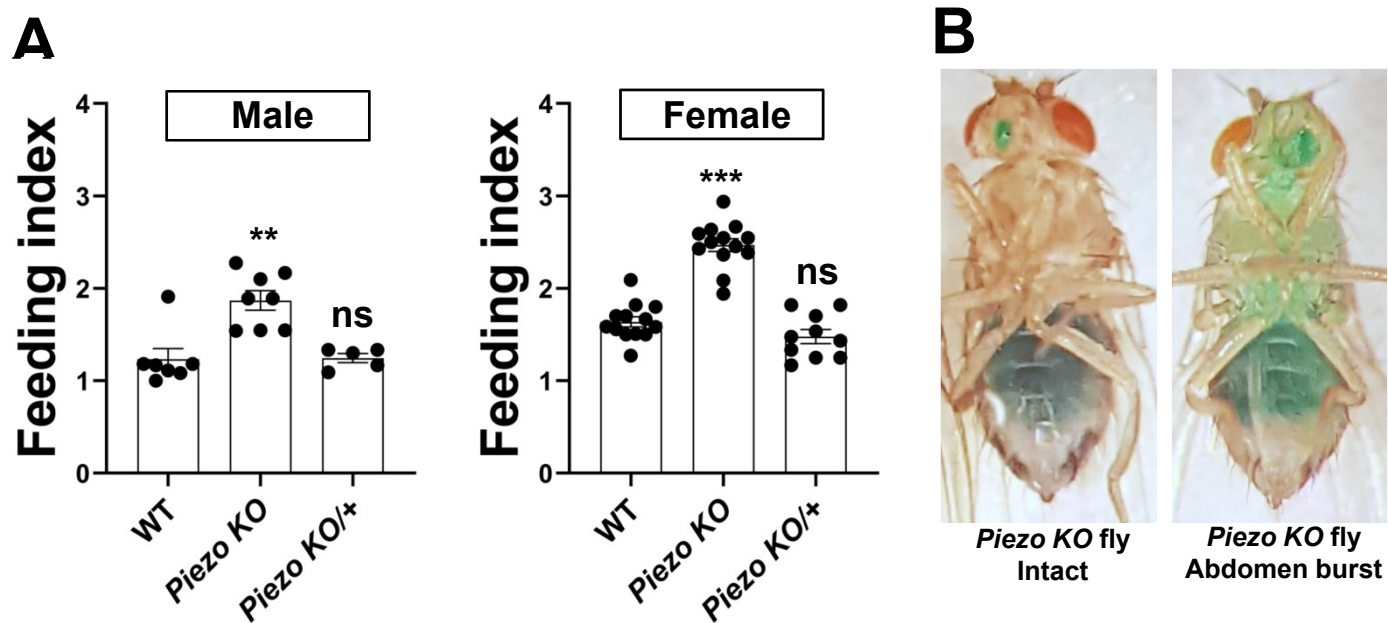 A
Male
Feeding index
4
3
2
1
0
**
ns
WT
Piezo KO
Piezo KO/+
Female
Feeding index
4
3
2
1
0
***
ns
WT
Piezo KO
Piezo KO/+
B
Piezo KO fly
Intact
Piezo KO fly
Abdomen burst